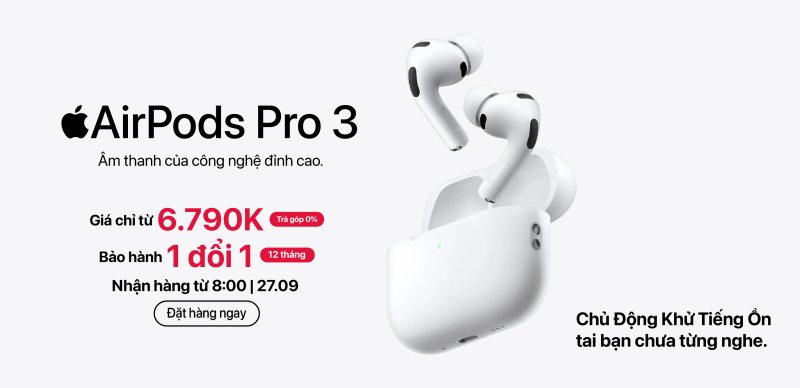 AirPods Pro 3
Âm thanh của công nghệ đỉnh cao.
Giá chỉ từ 6.790K Trả góp 0%
Bảo hành 1 đổi 1 12 tháng
Nhận hàng từ 8:00 | 27.09
Đặt hàng ngay
Chủ Động Khử Tiếng Ồn
tai bạn chưa từng nghe.